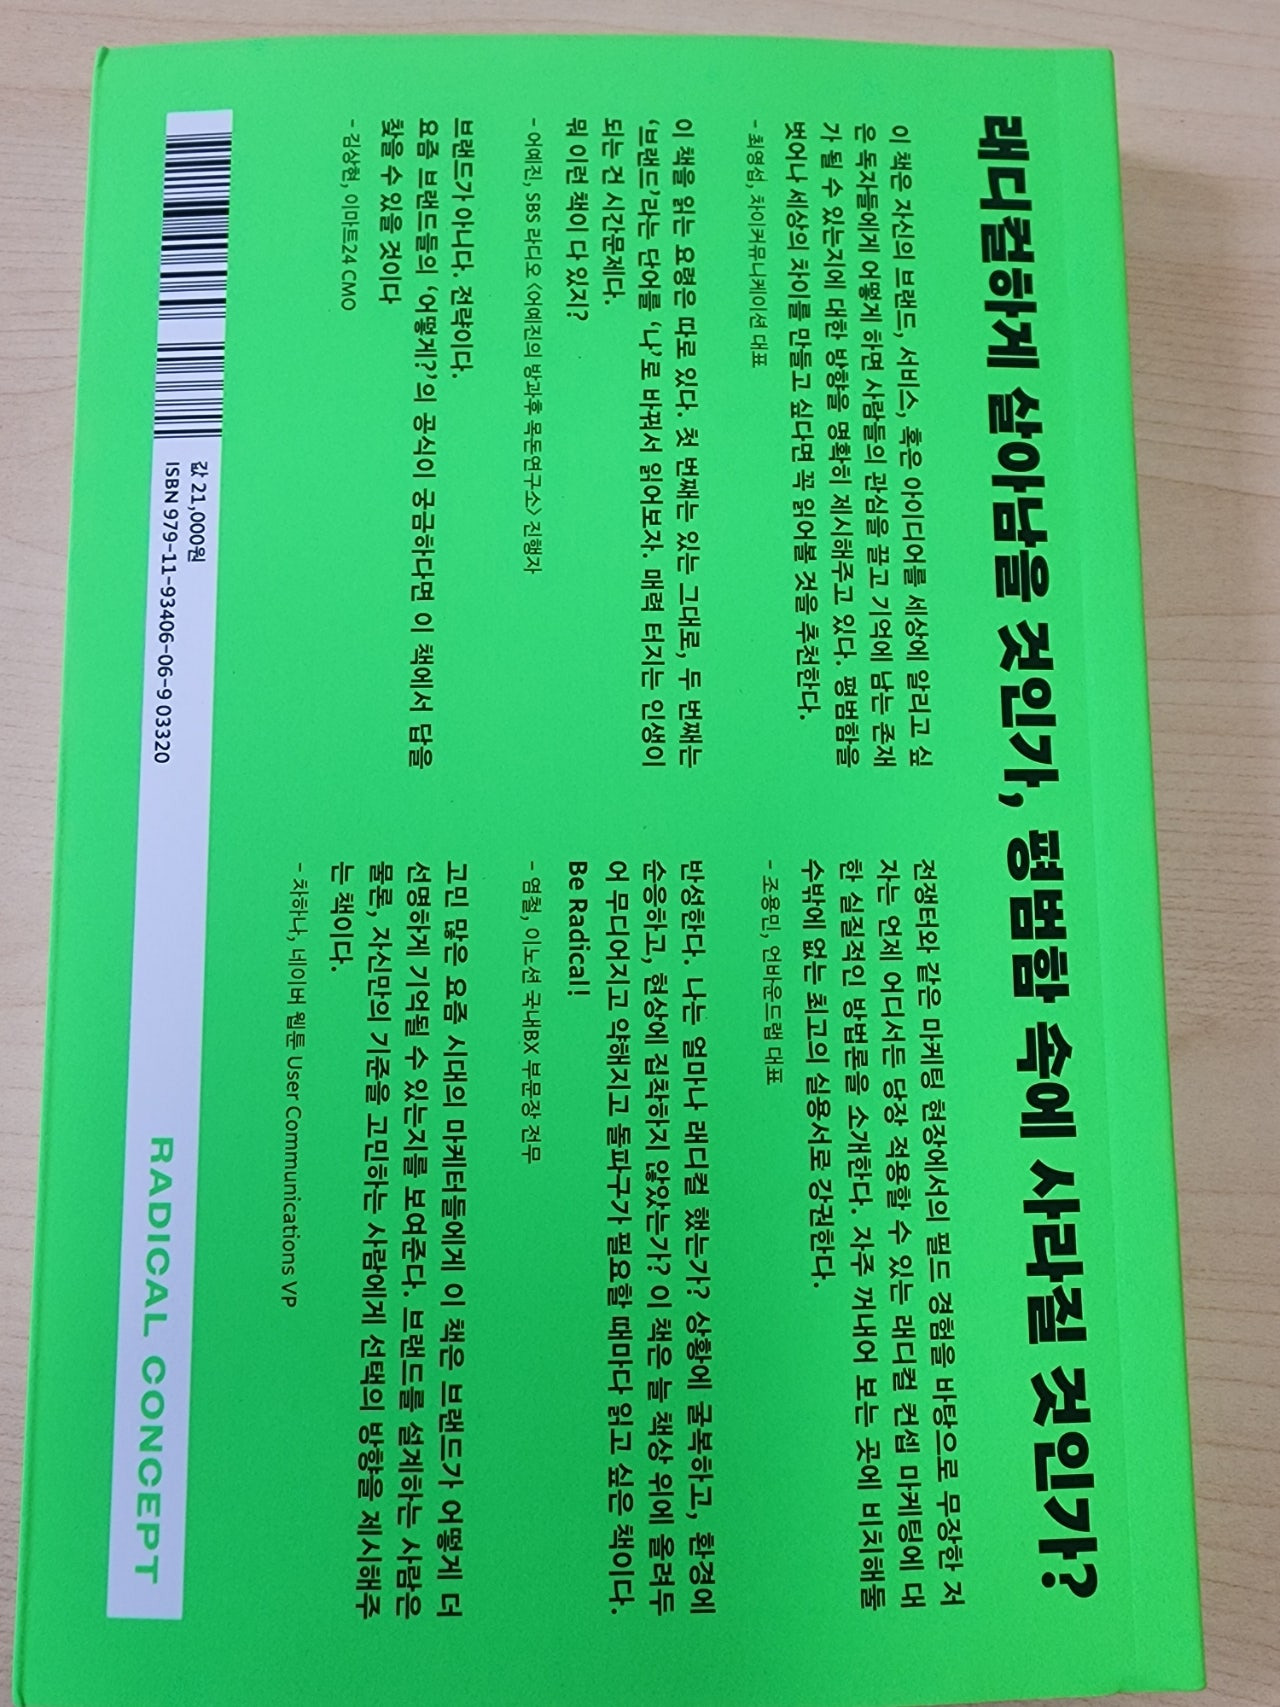 래디컬하게 살아남을 것인가, 평범함 속에 사라질 것인가?
이 책은 자신의 브랜드, 서비스, 혹은 아이디어를 세상에 알리고 싶
은 독자들에게 어떻게 하면 사람들의 관심을 끌고 기억에 남는 존재
가 될 수 있는지에 대한 방향을 명확히 제시해주고 있다. 평범함을
벗어나 세상의 차이를 만들고 싶다면 꼭 읽어볼 것을 추천한다.
- 최영섭, 차이커뮤니케이션 대표
이 책을 읽는 요령은 따로 있다. 첫 번째는 있는 그대로, 두 번째는
‘브랜드’라는 단어를 ‘나’로 바꿔서 읽어보자. 매력 터지는 인생이
되는 건 시간문제다.
뭐 이런 책이 다 있지?
- 어예진, SBS 라디오 <어예진의 방과후 목돈연구소> 진행자
브랜드가 아니다. 전략이다.
요즘 브랜드들의 ‘어떻게?’의 공식이 궁금하다면 이 책에서 답을
찾을 수 있을 것이다
- 김상현, 이마트24 CMO
전쟁터와 같은 마케팅 현장에서의 필드 경험을 바탕으로 무장한 저
자는 언제 어디서든 당장 적용할 수 있는 래디컬 컨셉 마케팅에 대
한 실질적인 방법론을 소개한다. 자주 꺼내어 보는 곳에 비치해둘
수밖에 없는 최고의 실용서로 강권한다.
- 조용민, 언바운드랩 대표
반성한다. 나는 얼마나 래디컬 했는가? 상황에 굴복하고, 환경에
순응하고, 현상에 집착하지 않았는가? 이 책은 늘 책상 위에 올려두
어 무디어지고 약해지고 돌파구가 필요할 때마다 읽고 싶은 책이다.
Be Radical!
- 염철, 이노션 국내BX 부문장 전무
고민 많은 요즘 시대의 마케터들에게 이 책은 브랜드가 어떻게 더
선명하게 기억될 수 있는지를 보여준다. 브랜드를 설계하는 사람은
물론, 자신만의 기준을 고민하는 사람에게 선택의 방향을 제시해주
는 책이다.
- 차하나, 네이버 웹툰 User Communications VP
값 21,000원
ISBN 979-11-93406-06-9 03320
RADICAL CONCEPT